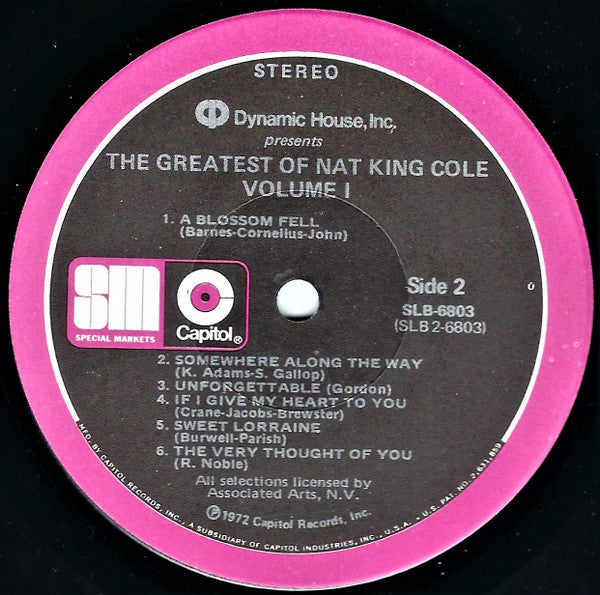 STEREO
Dynamic House, Inc.
presents
THE GREATEST OF NAT KING COLE
VOLUME I
1. A BLOSSOM FELL
(Barnes-Cornelius-John)
SM
SPECIAL MARKETS
C
Capitol®
Side 2
SLB-6803
(SLB 2-6803)
2. SOMEWHERE ALONG THE WAY
(K. Adams-S. Gallop)
3. UNFORGETTABLE (Gordon)
4. IF I GIVE MY HEART TO YOU
(Crane-Jacobs-Brewster)
5. SWEET LORRAINE
(Burwell-Parish)
6. THE VERY THOUGHT OF YOU
(R. Noble)
All selections licensed by
Associated Arts, N.V.
℗1972 Capitol Records, Inc.
MFD. BY CAPITOL RECORDS, INC., A SUBSIDIARY OF CAPITOL INDUSTRIES, INC., U.S.A. • U.S. PAT. NO. 2,631,859